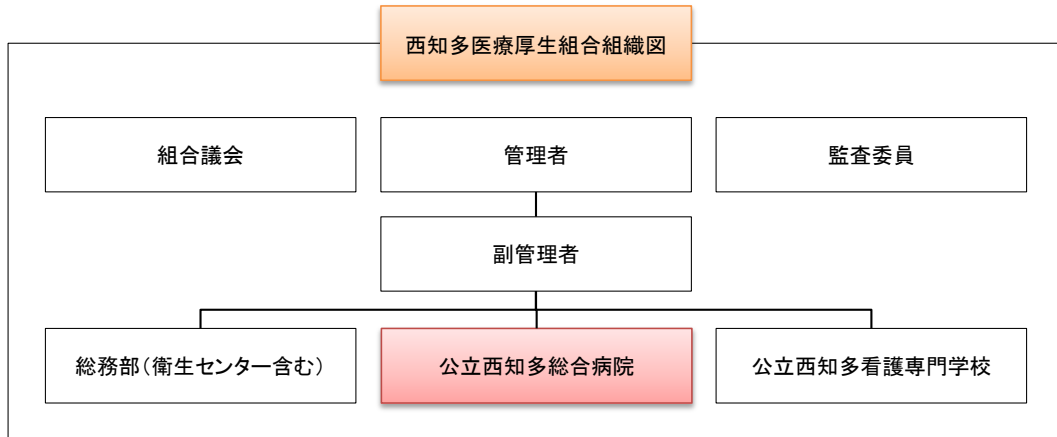 西知多医療厚生組合組織図
組合議会
管理者
監査委員
副管理者
総務部(衛生センター含む)
公立西知多総合病院
公立西知多看護専門学校